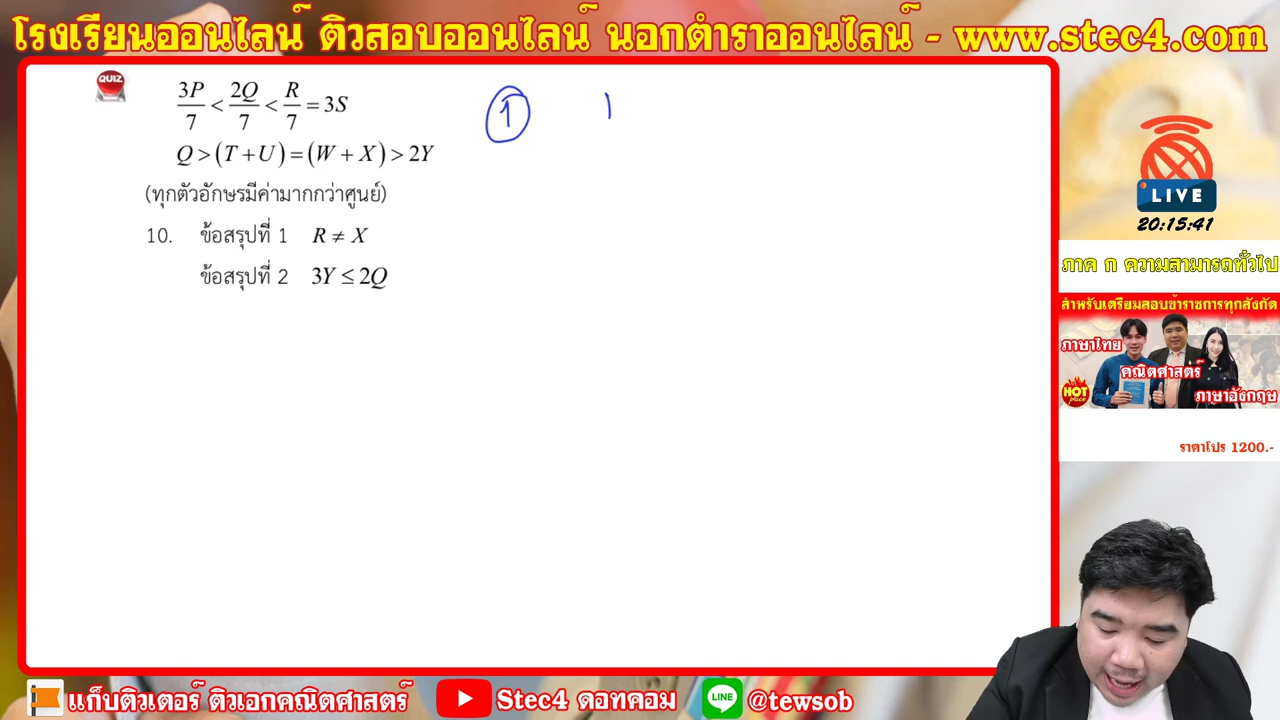 โรงเรียนออนไลน์ ติวสอบออนไลน์ นอกตำราออนไลน์ - www.stec4.com
QUIZ
3P/7 < 2Q/7 < R/7 = 3S
① 1
Q > (T + U) = (W + X) > 2Y
(ทุกตัวอักษรมีค่ามากกว่าศูนย์)
10. ข้อสรุปที่ 1 R ≠ X
ข้อสรุปที่ 2 3Y ≤ 2Q
LIVE
20:15:41
ภาค ก ความสามารถทั่วไป
สำหรับเตรียมสอบข้าราชการทุกสังกัด
ภาษาไทย
คณิตศาสตร์
ภาษาอังกฤษ
HOT
price
ราคาโปร 1200.-
แก็บติวเตอร์ ติวเอกคณิตศาสตร์
Stec4 ดอทคอม
LINE
@tewsob